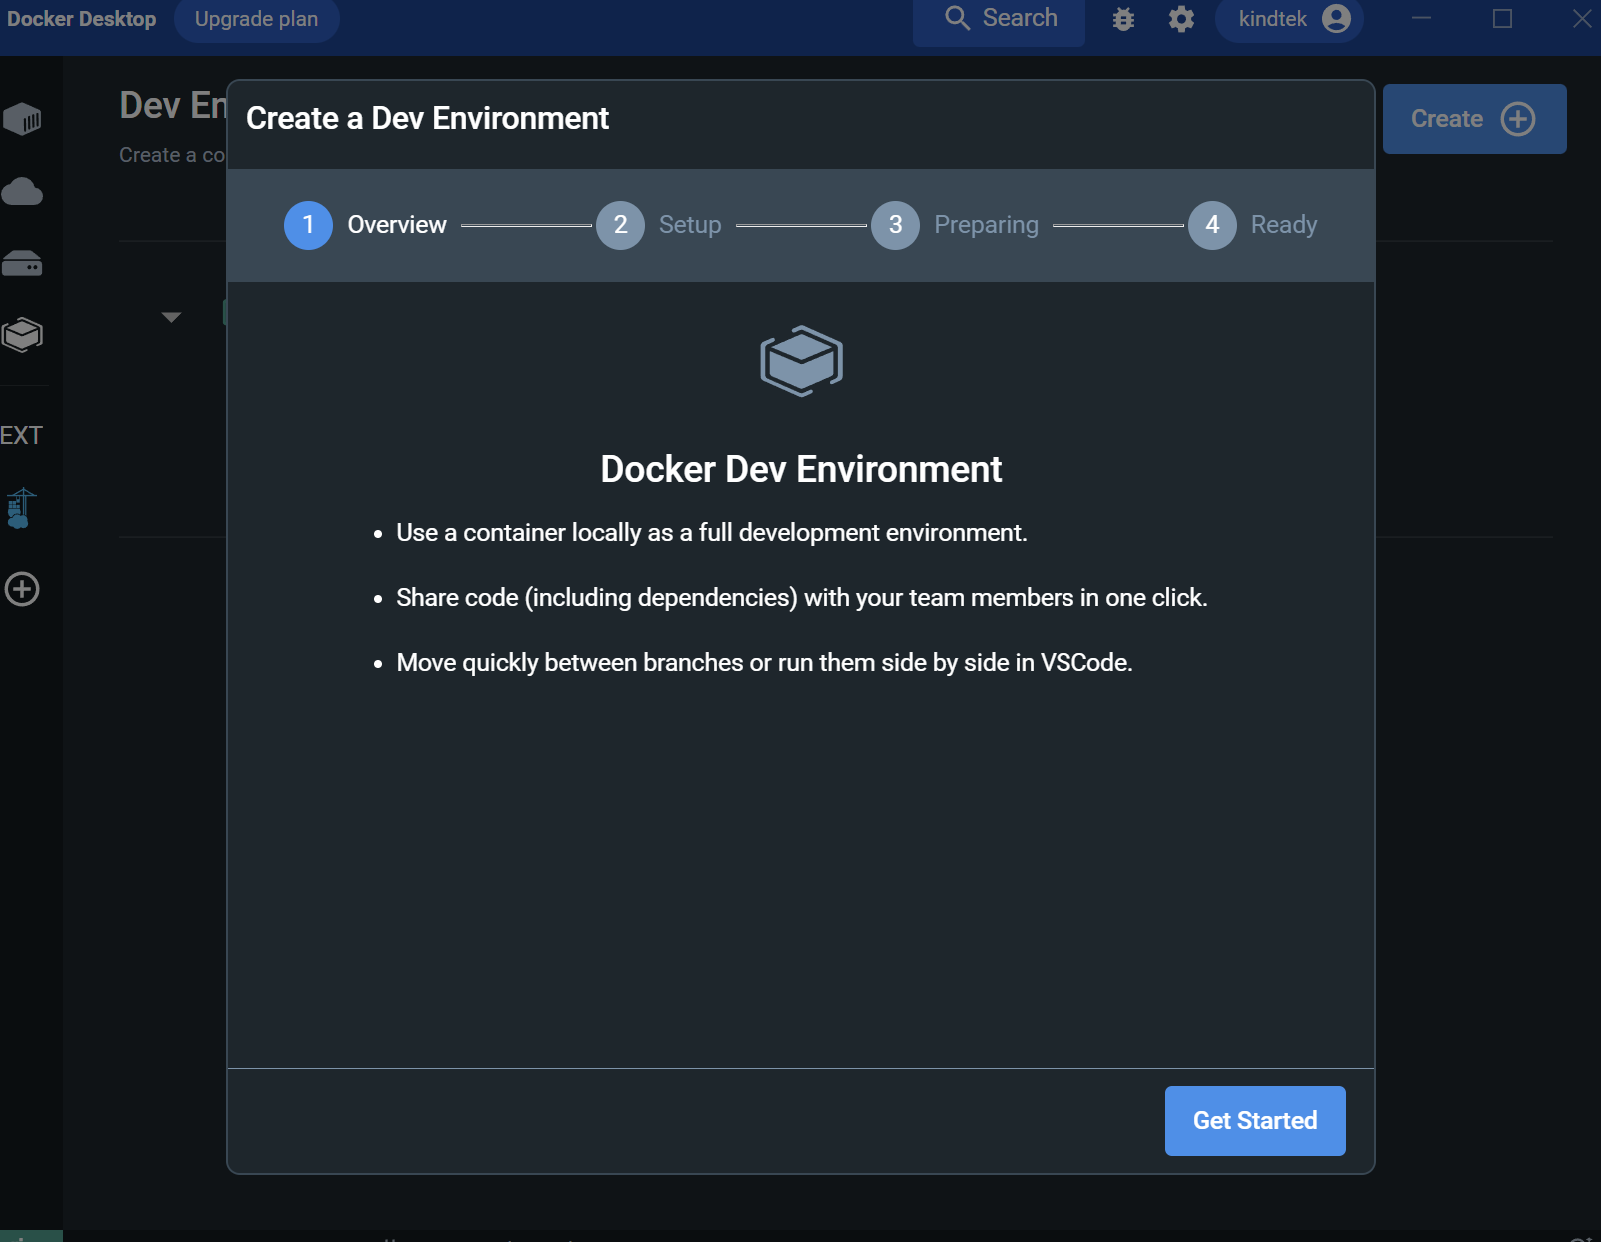 Docker Desktop Upgrade plan Search kindtek
Dev En
Create a co
Create
Create a Dev Environment
1 Overview 2 Setup 3 Preparing 4 Ready
EXT
Docker Dev Environment
• Use a container locally as a full development environment.
• Share code (including dependencies) with your team members in one click.
• Move quickly between branches or run them side by side in VSCode.
Get Started